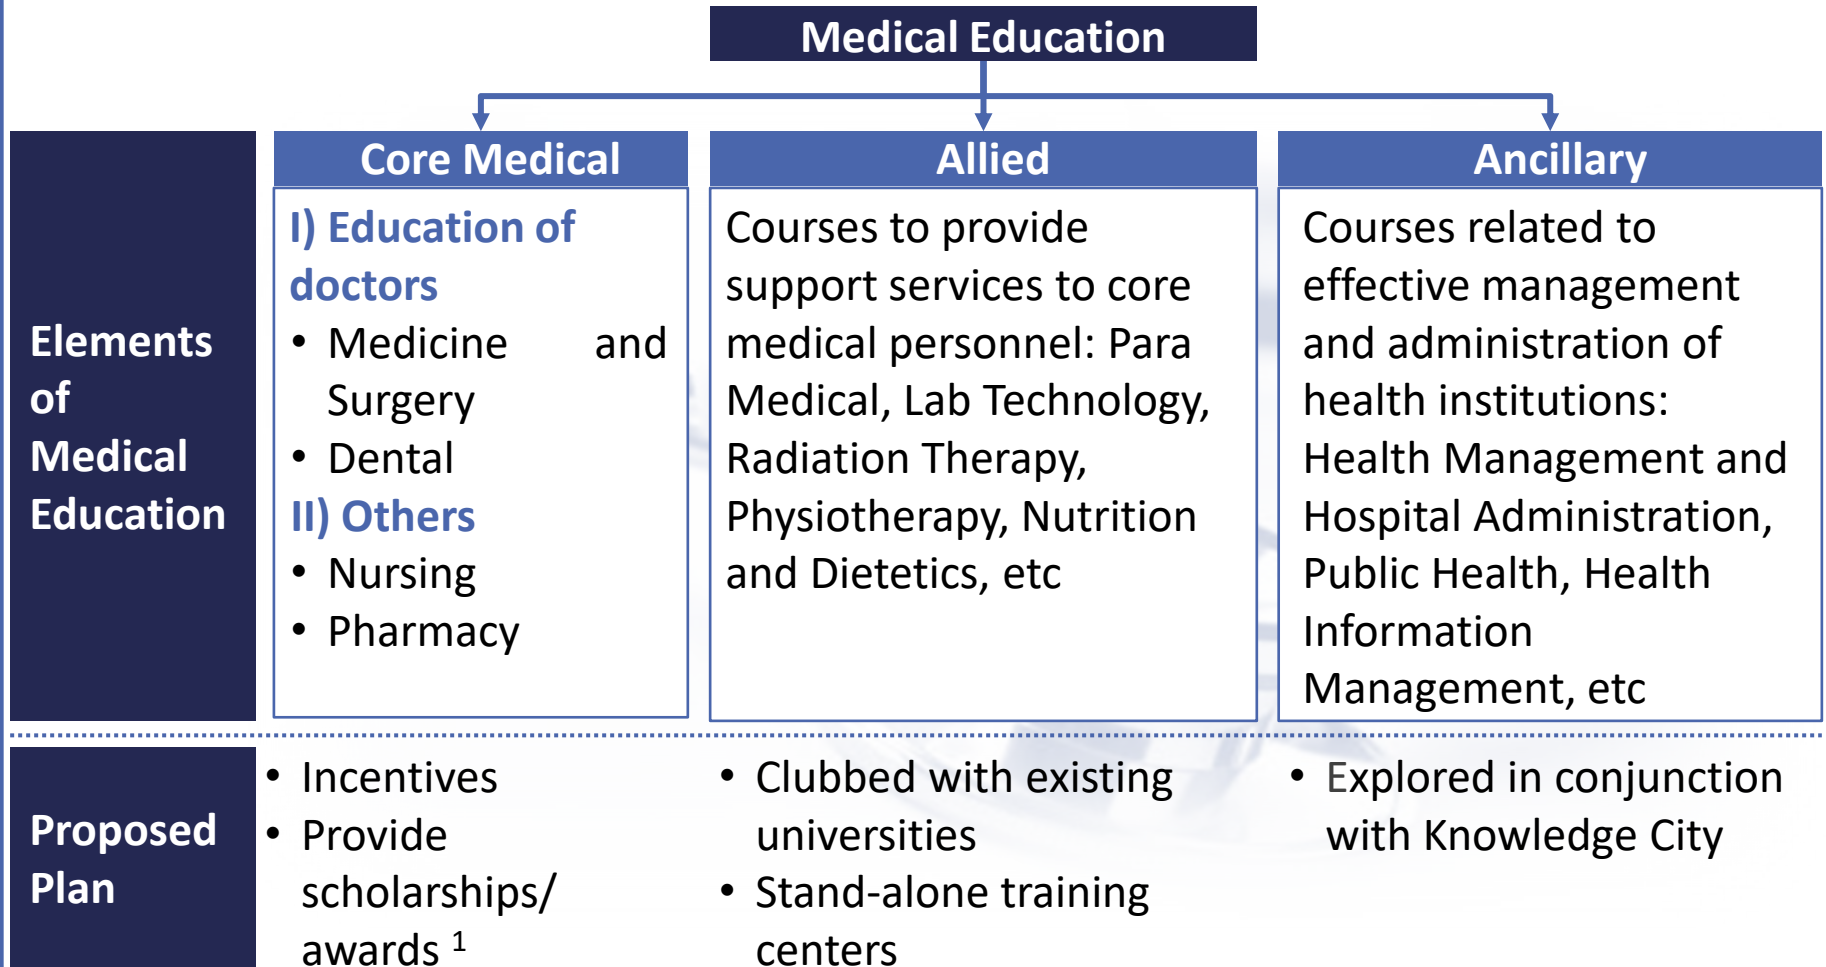 Medical Education
Core Medical
Allied
Ancillary
Elements
of
Medical
Education
I) Education of
doctors
• Medicine and
Surgery
• Dental
II) Others
• Nursing
• Pharmacy
Courses to provide
support services to core
medical personnel: Para
Medical, Lab Technology,
Radiation Therapy,
Physiotherapy, Nutrition
and Dietetics, etc
Courses related to
effective management
and administration of
health institutions:
Health Management and
Hospital Administration,
Public Health, Health
Information
Management, etc
Proposed
Plan
• Incentives
• Provide
scholarships/
awards ¹
• Clubbed with existing
universities
• Stand-alone training
centers
• Explored in conjunction
with Knowledge City